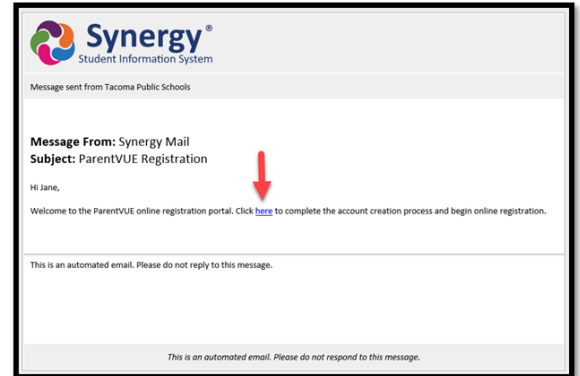 Synergy®
Student Information System
Message sent from Tacoma Public Schools
Message From: Synergy Mail
Subject: ParentVUE Registration
Hi Jane,
Welcome to the ParentVUE online registration portal. Click here to complete the account creation process and begin online registration.
This is an automated email. Please do not reply to this message.
This is an automated email. Please do not respond to this message.